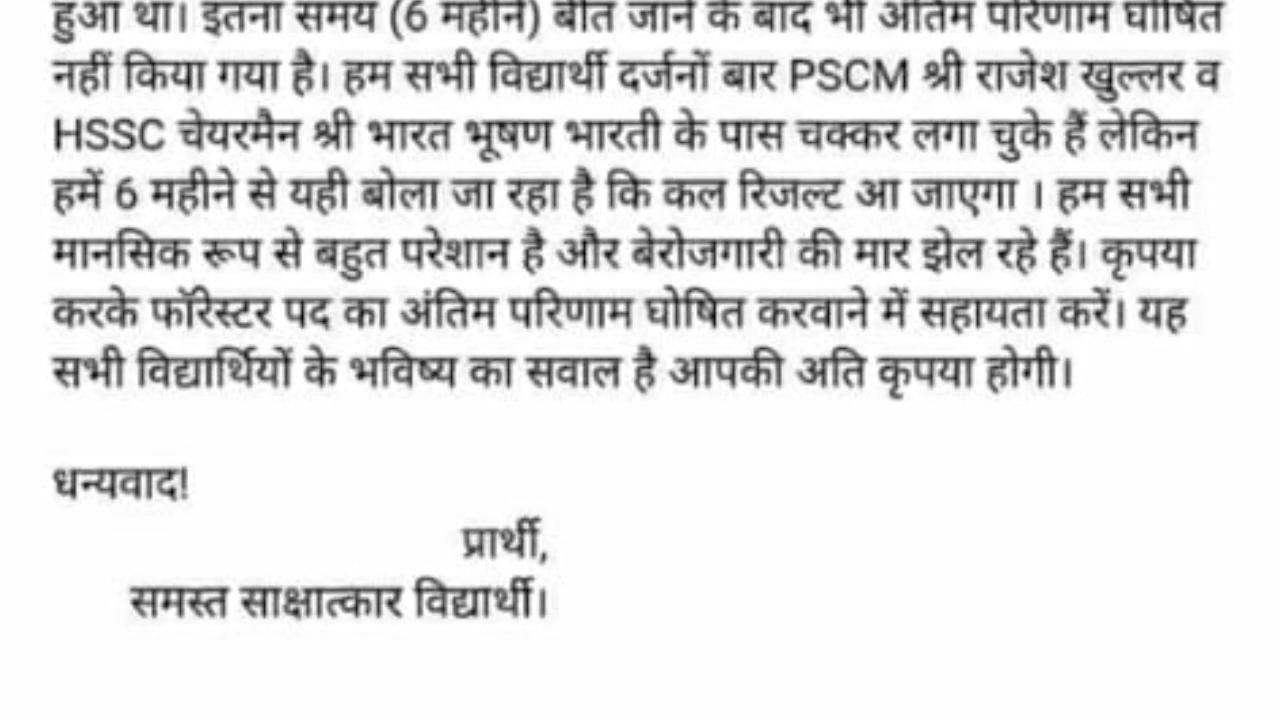 हुआ था। इतना समय (6 महीने) बीत जाने के बाद भी अंतिम परिणाम घोषित
नहीं किया गया है। हम सभी विद्यार्थी दर्जनों बार PSCM श्री राजेश खुल्लर व
HSSC चेयरमैन श्री भारत भूषण भारती के पास चक्कर लगा चुके हैं लेकिन
हमें 6 महीने से यही बोला जा रहा है कि कल रिजल्ट आ जाएगा । हम सभी
मानसिक रूप से बहुत परेशान है और बेरोजगारी की मार झेल रहे हैं। कृपया
करके फॉरेस्टर पद का अंतिम परिणाम घोषित करवाने में सहायता करें। यह
सभी विद्यार्थियों के भविष्य का सवाल है आपकी अति कृपया होगी।
धन्यवाद!
प्रार्थी,
समस्त साक्षात्कार विद्यार्थी।